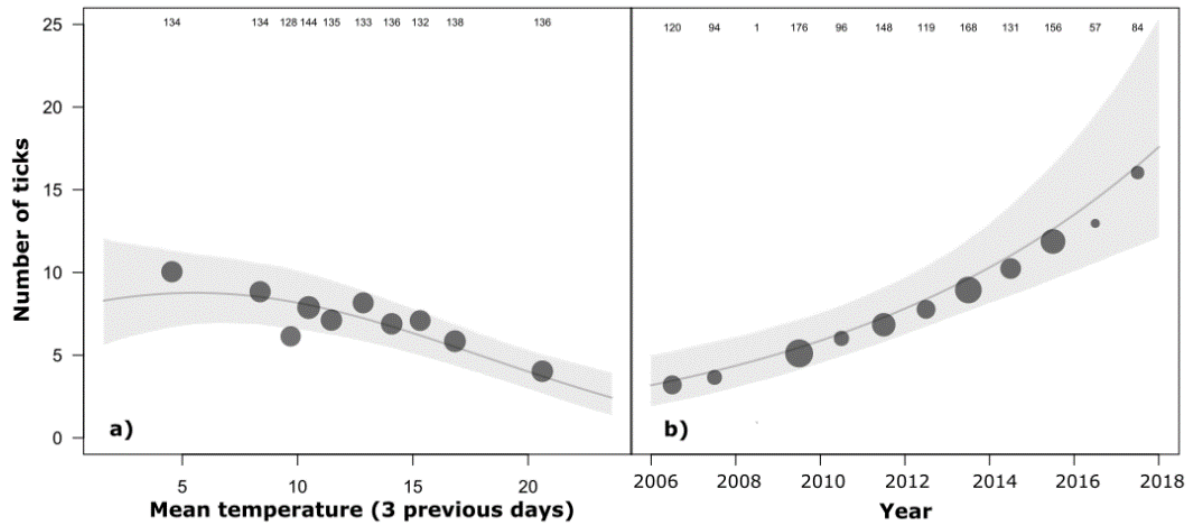 134 134 128 144 135 133 136 132 138 136
120 94 1 176 96 148 119 168 131 156 57 84
25
20
15
10
5
0
Number of ticks
a)
b)
5 10 15 20
2006 2008 2010 2012 2014 2016 2018
Mean temperature (3 previous days)
Year